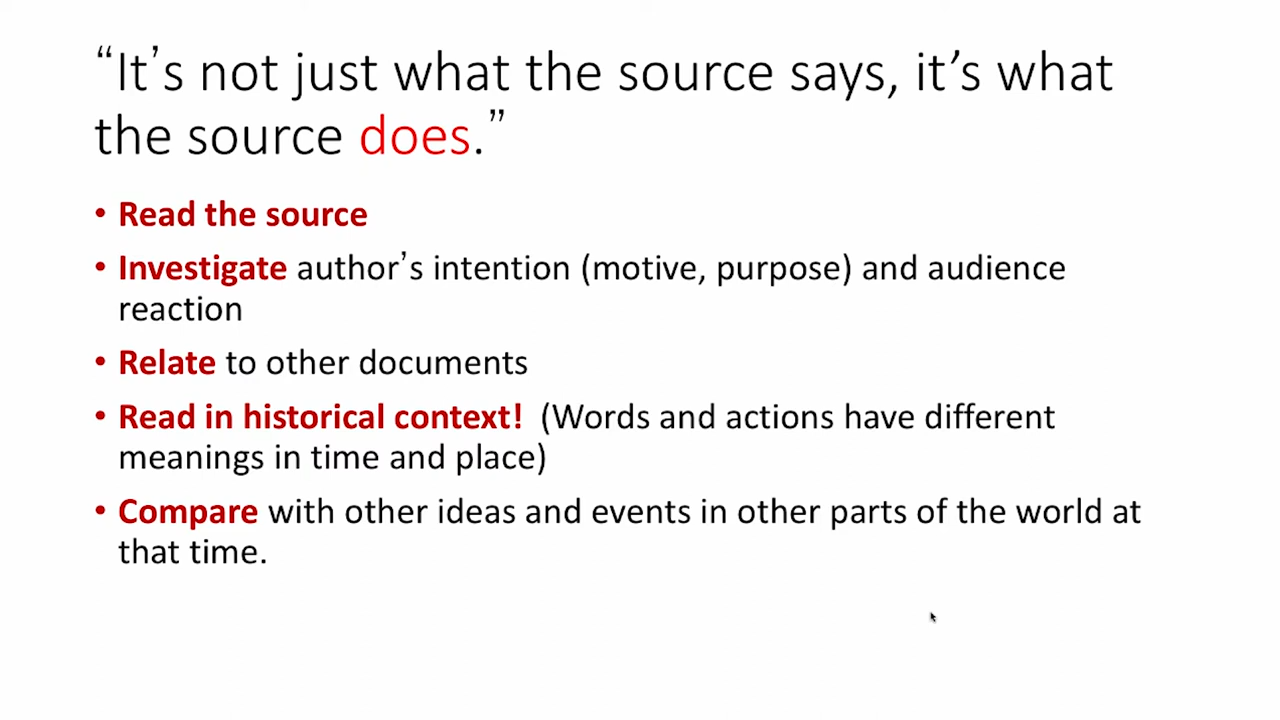 “It’s not just what the source says, it’s what
the source does.”
• Read the source
• Investigate author’s intention (motive, purpose) and audience
reaction
• Relate to other documents
• Read in historical context!  (Words and actions have different
meanings in time and place)
• Compare with other ideas and events in other parts of the world at
that time.